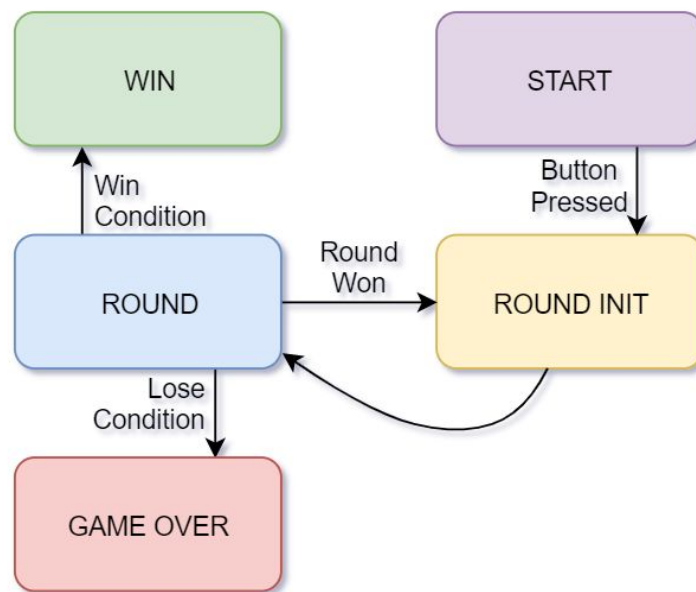 WIN
START
Win
Condition
Button
Pressed
ROUND
Round
Won
ROUND INIT
Lose
Condition
GAME OVER